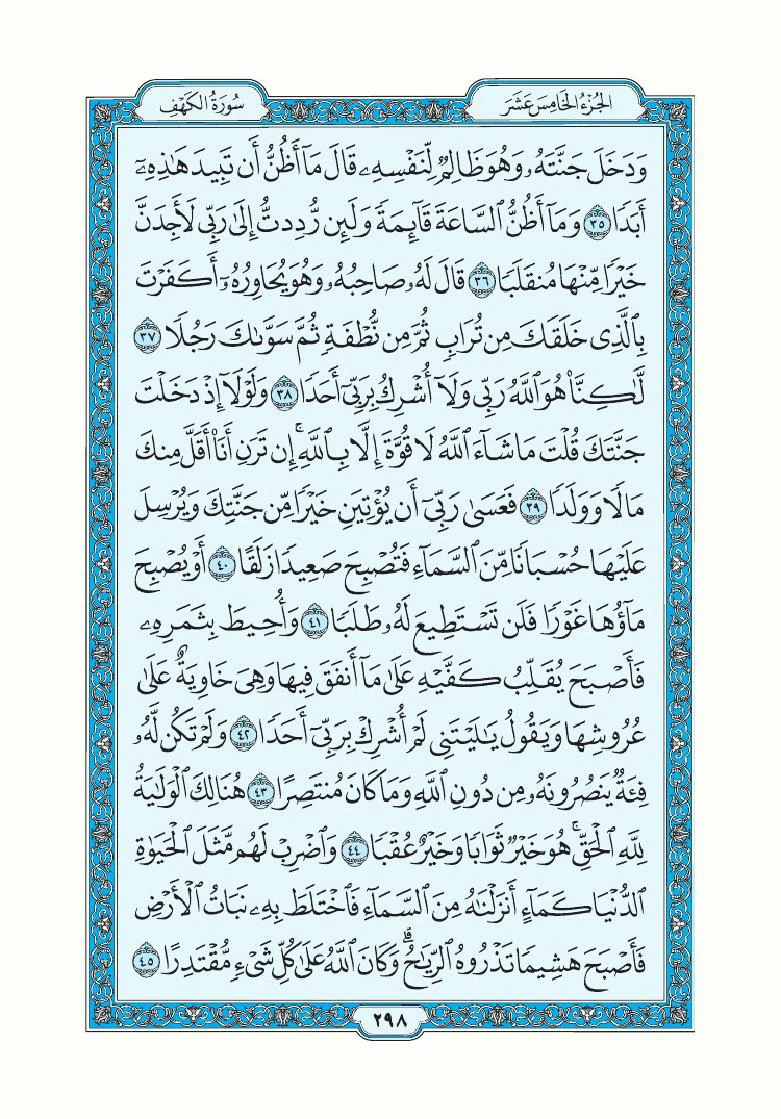 الجُزْءُ الخَامِسَ عَشَرَ
سُورَةُ الكَهْفِ
وَدَخَلَ جَنَّتَهُۥ وَهُوَ ظَالِمٌ لِّنَفْسِهِۦ قَالَ مَآ أَظُنُّ أَن تَبِيدَ هَٰذِهِۦٓ
أَبَدًا ٣٥ وَمَآ أَظُنُّ ٱلسَّاعَةَ قَآئِمَةً وَلَئِن رُّدِدتُّ إِلَىٰ رَبِّى لَأَجِدَنَّ
خَيْرًا مِّنْهَا مُنقَلَبًا ٣٦ قَالَ لَهُۥ صَاحِبُهُۥ وَهُوَ يُحَاوِرُهُۥٓ أَكَفَرْتَ
بِٱلَّذِى خَلَقَكَ مِن تُرَابٍ ثُمَّ مِن نُّطْفَةٍ ثُمَّ سَوَّىٰكَ رَجُلًا ٣٧
لَّٰكِنَّا۠ هُوَ ٱللَّهُ رَبِّى وَلَآ أُشْرِكُ بِرَبِّىٓ أَحَدًا ٣٨ وَلَوْلَآ إِذْ دَخَلْتَ
جَنَّتَكَ قُلْتَ مَا شَآءَ ٱللَّهُ لَا قُوَّةَ إِلَّا بِٱللَّهِ ۚ إِن تَرَنِ أَنَا۠ أَقَلَّ مِنكَ
مَالًا وَوَلَدًا ٣٩ فَعَسَىٰ رَبِّىٓ أَن يُؤْتِيَنِ خَيْرًا مِّن جَنَّتِكَ وَيُرْسِلَ
عَلَيْهَا حُسْبَانًا مِّنَ ٱلسَّمَآءِ فَتُصْبِحَ صَعِيدًا زَلَقًا ٤٠ أَوْ يُصْبِحَ
مَآؤُهَا غَوْرًا فَلَن تَسْتَطِيعَ لَهُۥ طَلَبًا ٤١ وَأُحِيطَ بِثَمَرِهِۦ
فَأَصْبَحَ يُقَلِّبُ كَفَّيْهِ عَلَىٰ مَآ أَنفَقَ فِيهَا وَهِىَ خَاوِيَةٌ عَلَىٰ
عُرُوشِهَا وَيَقُولُ يَٰلَيْتَنِى لَمْ أُشْرِكْ بِرَبِّىٓ أَحَدًا ٤٢ وَلَمْ تَكُن لَّهُۥ
فِئَةٌ يَنصُرُونَهُۥ مِن دُونِ ٱللَّهِ وَمَا كَانَ مُنتَصِرًا ٤٣ هُنَالِكَ ٱلْوَلَٰيَةُ
لِلَّهِ ٱلْحَقِّ ۚ هُوَ خَيْرٌ ثَوَابًا وَخَيْرٌ عُقْبًا ٤٤ وَٱضْرِبْ لَهُم مَّثَلَ ٱلْحَيَوٰةِ
ٱلدُّنْيَا كَمَآءٍ أَنزَلْنَٰهُ مِنَ ٱلسَّمَآءِ فَٱخْتَلَطَ بِهِۦ نَبَاتُ ٱلْأَرْضِ
فَأَصْبَحَ هَشِيمًا تَذْرُوهُ ٱلرِّيَٰحُ ۗ وَكَانَ ٱللَّهُ عَلَىٰ كُلِّ شَىْءٍ مُّقْتَدِرًا ٤٥
٢٩٨